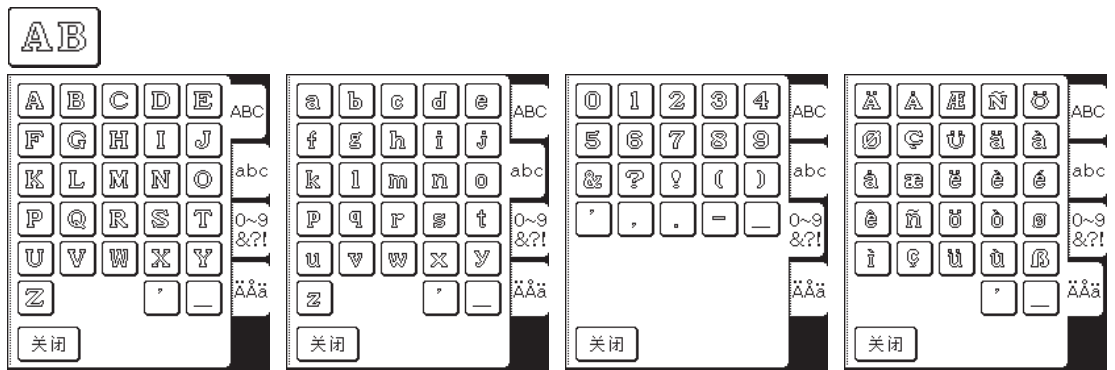 AB
A B C D E
F G H I J
K L M N O
P Q R S T
U V W X Y
Z ’ _
关闭
ABC
abc
0~9
&?!
ÄÅä
a b c d e
f g h i j
k l m n o
p q r s t
u v w x y
z ’ _
关闭
ABC
abc
0~9
&?!
ÄÅä
0 1 2 3 4
5 6 7 8 9
& ? ! ( )
’ , . - _
关闭
ABC
abc
0~9
&?!
ÄÅä
Ä Å Æ Ñ Ö
Ø Ç Ü ä à
å æ ë è é
ê ñ ö ò ø
ì ç ü ù ß
’ _
关闭
ABC
abc
0~9
&?!
ÄÅä